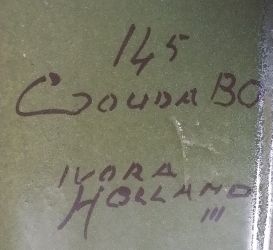 145
GOUDA BO
IVORA
HOLLAND
III